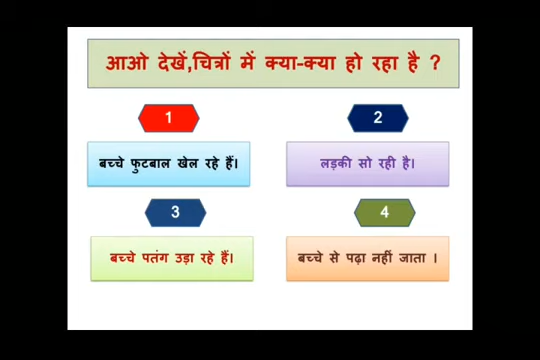 आओ देखें,चित्रों में क्या-क्या हो रहा है ?
1
2
बच्चे फुटबाल खेल रहे हैं।
लड़की सो रही है।
3
4
बच्चे पतंग उड़ा रहे हैं।
बच्चे से पढ़ा नहीं जाता ।